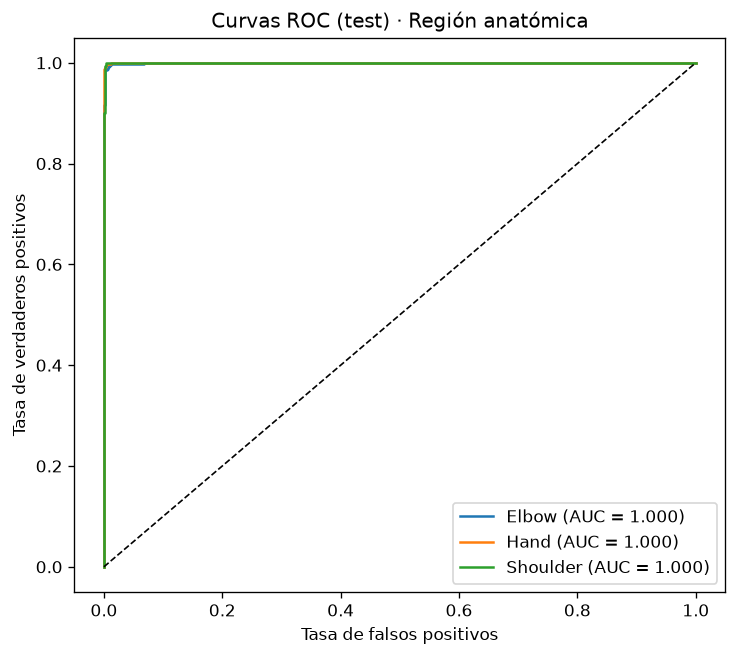 Curvas ROC (test) · Región anatómica
Tasa de verdaderos positivos
1.0
0.8
0.6
0.4
0.2
0.0
0.0 0.2 0.4 0.6 0.8 1.0
Tasa de falsos positivos
Elbow (AUC = 1.000)
Hand (AUC = 1.000)
Shoulder (AUC = 1.000)